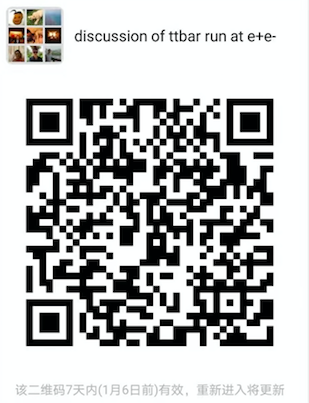 discussion of ttbar run at e+e-
该二维码7天内(1月6日前)有效，重新进入将更新